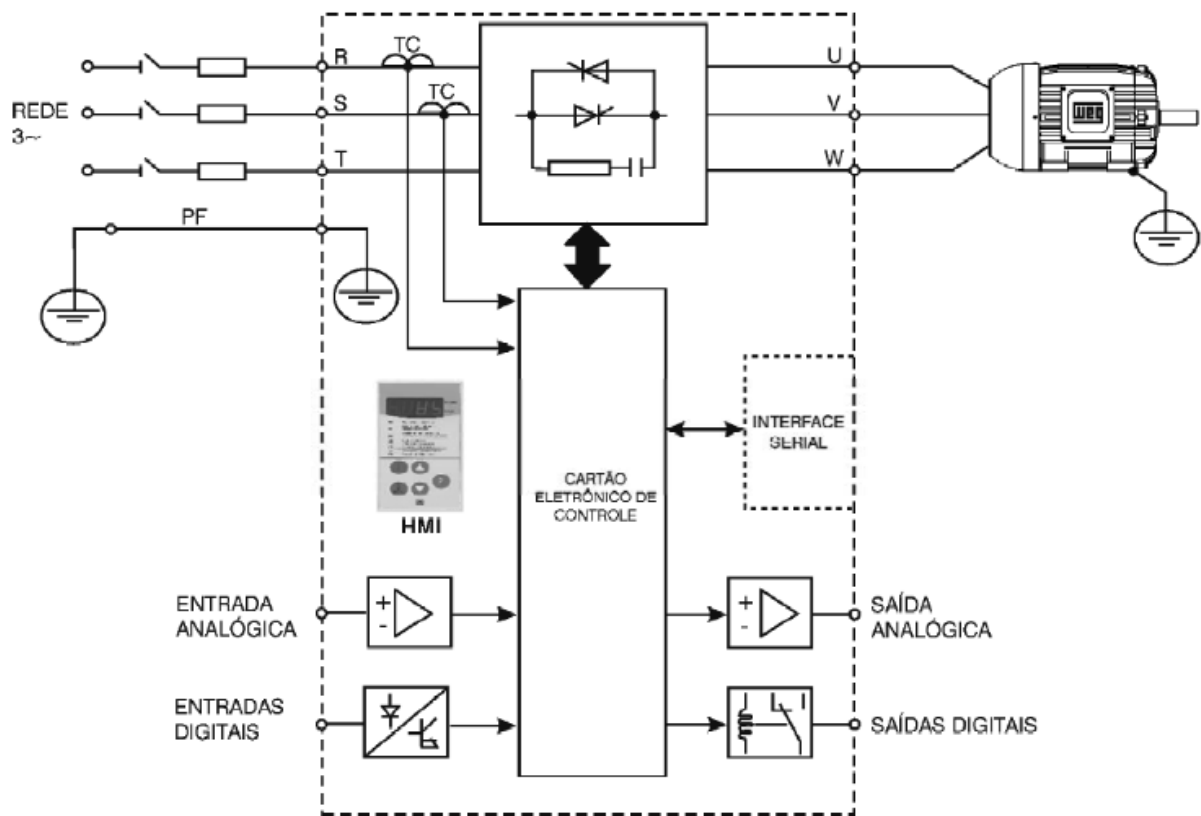 R
TC
U
REDE
3~
S
TC
V
T
W
PF
WEG
HMI
INTERFACE
SERIAL
CARTÃO
ELETRÔNICO DE
CONTROLE
ENTRADA
ANALÓGICA
+
-
+
-
SAÍDA
ANALÓGICA
ENTRADAS
DIGITAIS
SAÍDAS DIGITAIS